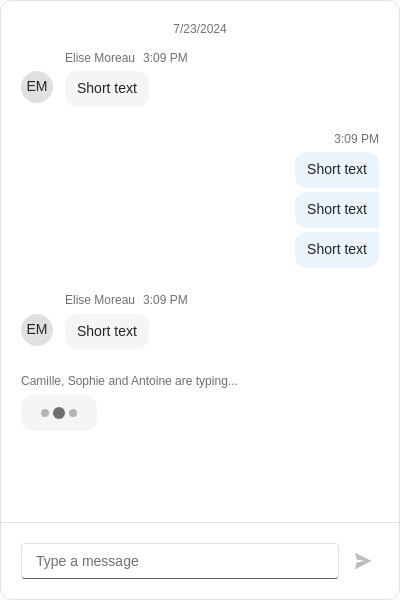 7/23/2024
Elise Moreau 3:09 PM
EM
Short text
3:09 PM
Short text
Short text
Short text
Elise Moreau 3:09 PM
EM
Short text
Camille, Sophie and Antoine are typing...
Type a message